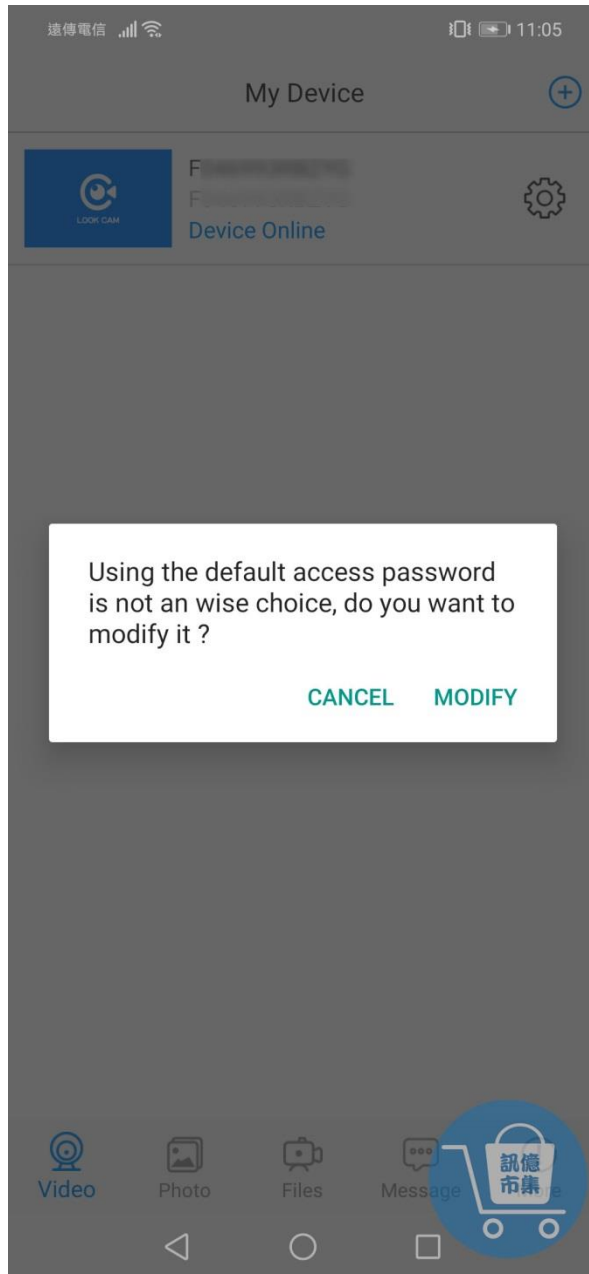 遠傳電信 11:05
My Device
F
LOOK CAM
F
Device Online
Using the default access password
is not an wise choice, do you want to
modify it ?
CANCEL MODIFY
Video Photo Files Message
訊億
市集